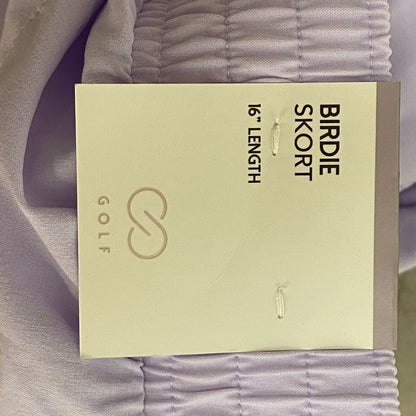 BIRDIE
SKORT
16" LENGTH
GOLF